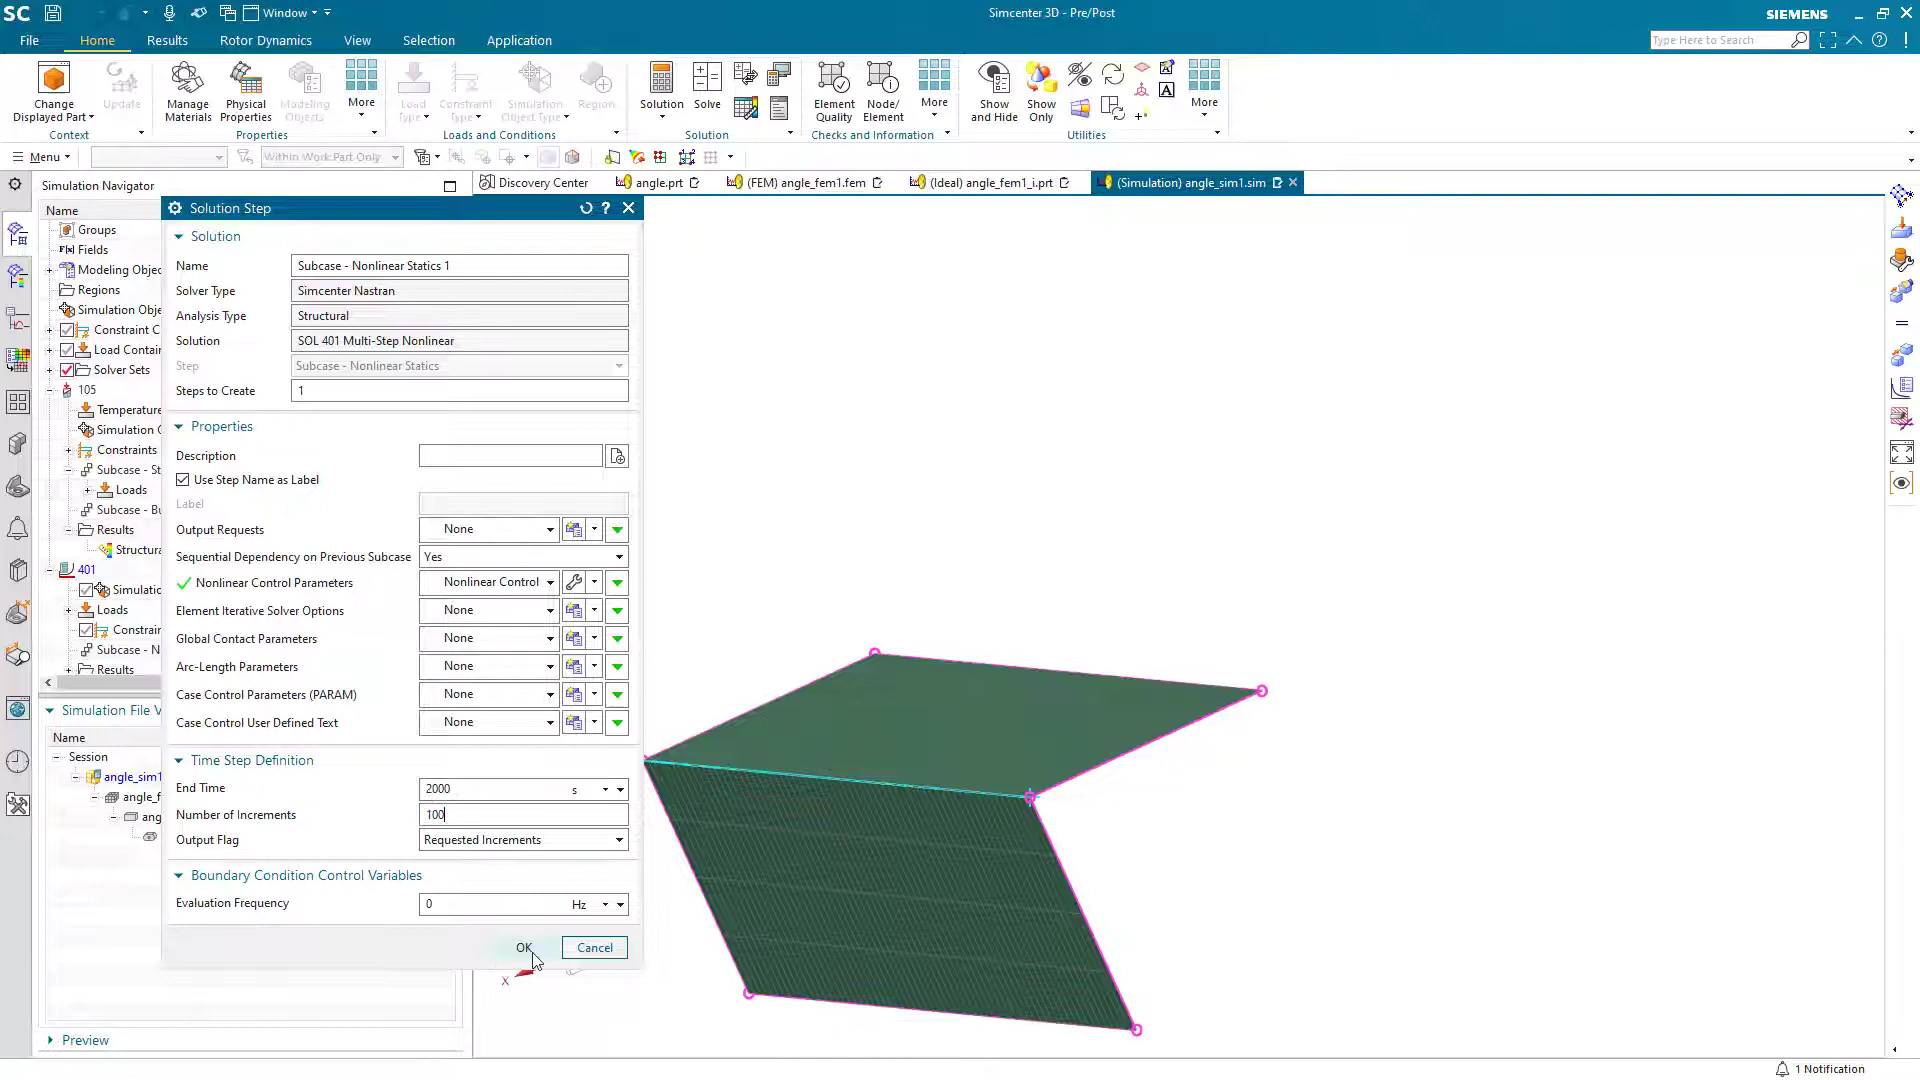 SC
Window
Simcenter 3D - Pre/Post
SIEMENS
File
Home
Results
Rotor Dynamics
View
Selection
Application
Type Here to Search
Change
Displayed Part
Update
Manage
Materials
Physical
Properties
Modeling
Objects
More
Load
Type
Constraint
Type
Simulation
Object Type
Region
Solution
Solve
Element
Quality
Node/
Element
More
Show
and Hide
Show
Only
More
Context
Properties
Loads and Conditions
Solution
Checks and Information
Utilities
Menu
Within Work Part Only
Simulation Navigator
Discovery Center
angle.prt
(FEM) angle_fem1.fem
(Ideal) angle_fem1_i.prt
(Simulation) angle_sim1.sim
Name
Groups
Fields
Modeling Objec
Regions
Simulation Obje
Constraint C
Load Contain
Solver Sets
105
Temperature
Simulation O
Constraints
Subcase - St
Loads
Subcase - Bu
Results
Structura
401
Simulatio
Loads
Constrain
Subcase - N
Results
Simulation File V
Name
Session
angle_sim1
angle_f
ang
Preview
Solution Step
Solution
Name
Subcase - Nonlinear Statics 1
Solver Type
Simcenter Nastran
Analysis Type
Structural
Solution
SOL 401 Multi-Step Nonlinear
Step
Subcase - Nonlinear Statics
Steps to Create
1
Properties
Description
Use Step Name as Label
Label
Output Requests
None
Sequential Dependency on Previous Subcase
Yes
Nonlinear Control Parameters
Nonlinear Control
Element Iterative Solver Options
None
Global Contact Parameters
None
Arc-Length Parameters
None
Case Control Parameters (PARAM)
None
Case Control User Defined Text
None
Time Step Definition
End Time
2000
s
Number of Increments
100
Output Flag
Requested Increments
Boundary Condition Control Variables
Evaluation Frequency
0
Hz
OK
Cancel
X
1 Notification